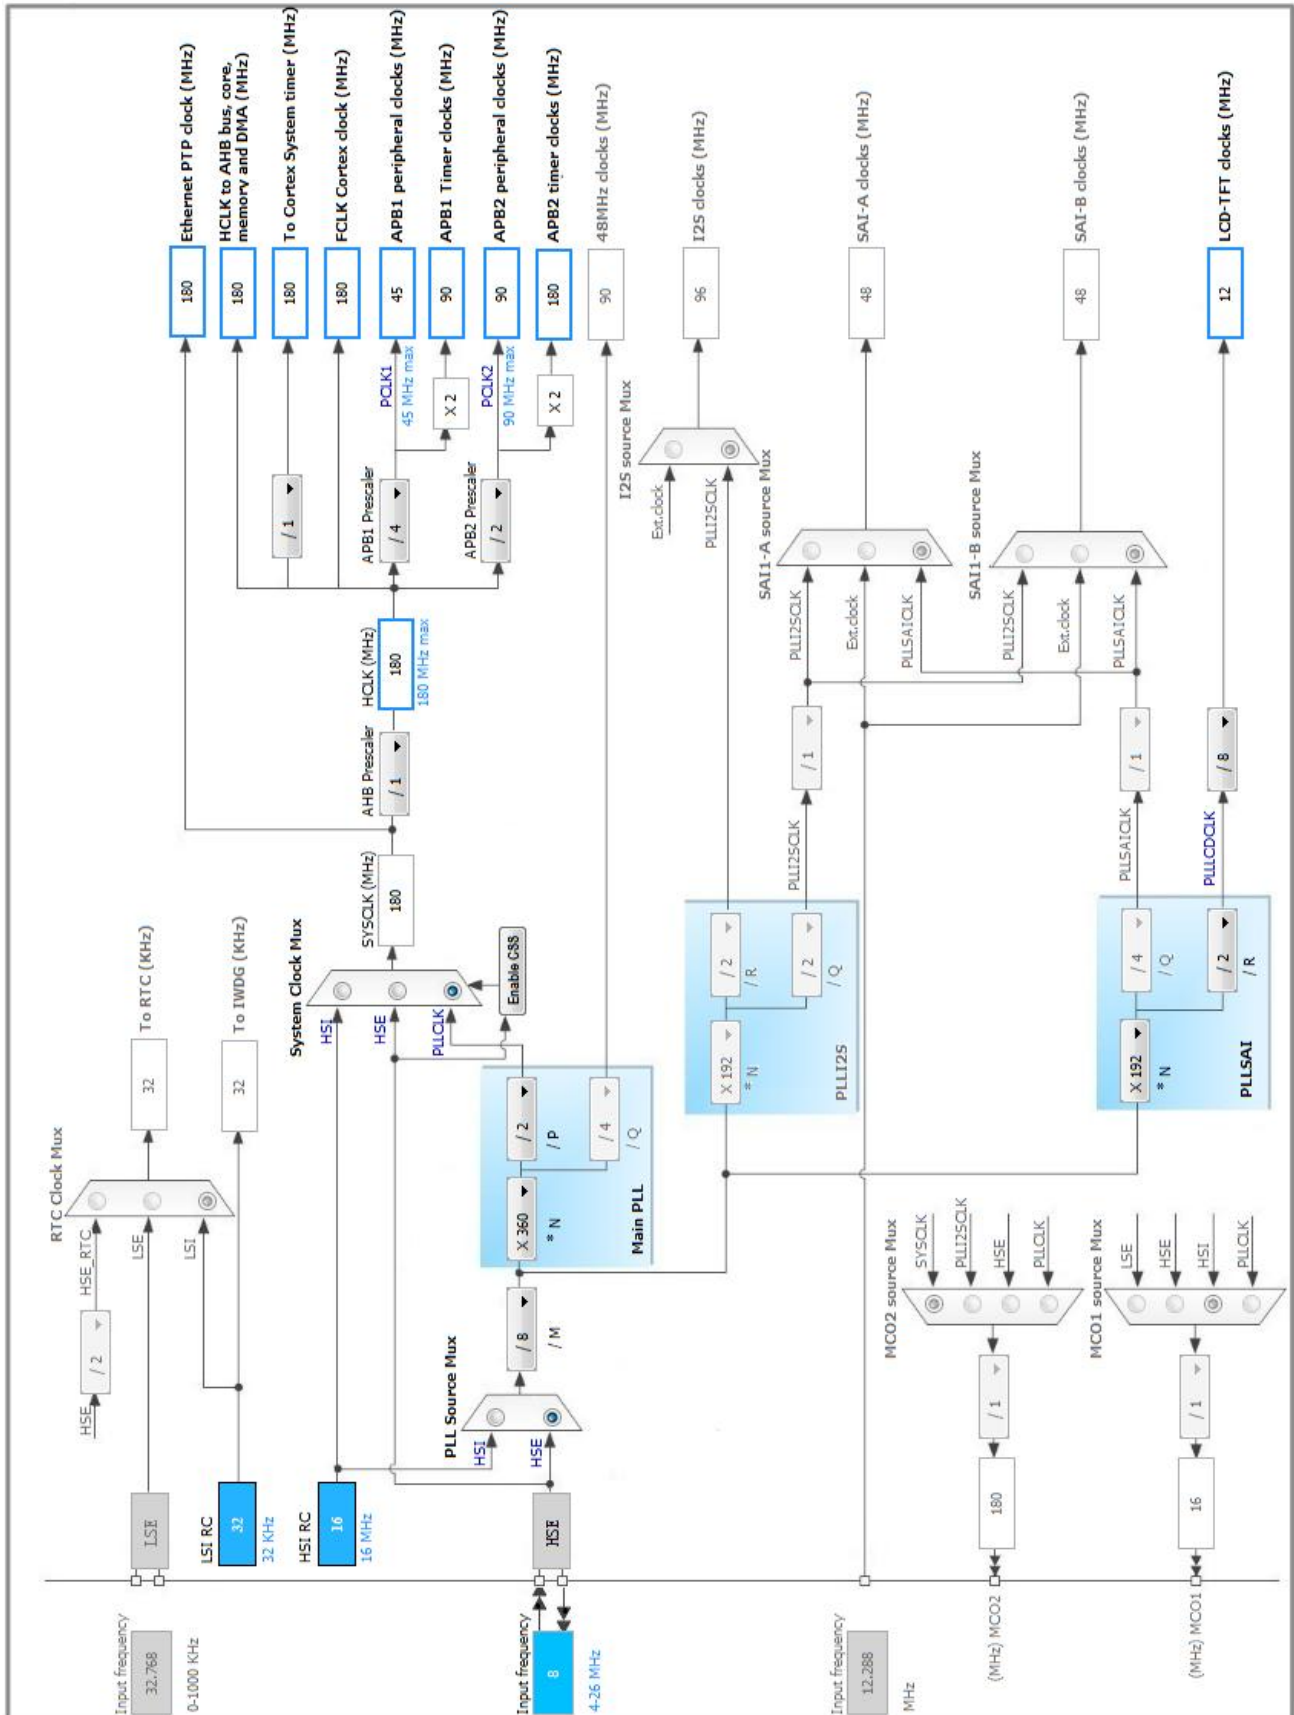 Input frequency
32.768
0-1000 KHz
LSE
LSI RC
32
32 KHz
HSI RC
16
16 MHz
Input frequency
8
4-26 MHz
HSE
Input frequency
12.288
MHz
HSE
/ 2
HSE_RTC
LSE
LSI
RTC Clock Mux
32
To RTC (KHz)
32
To IWDG (KHz)
PLL Source Mux
HSI
HSE
/ 8
/ M
X 360
* N
/ 2
/ P
/ 4
/ Q
Main PLL
System Clock Mux
HSI
HSE
PLLCLK
Enable CSS
SYSCLK (MHz)
180
AHB Prescaler
/ 1
HCLK (MHz)
180
180 MHz max
/ 1
APB1 Prescaler
/ 4
PCLK1
45 MHz max
X 2
APB2 Prescaler
/ 2
PCLK2
90 MHz max
X 2
180
Ethernet PTP clock (MHz)
180
HCLK to AHB bus, core,
memory and DMA (MHz)
180
To Cortex System timer (MHz)
180
FCLK Cortex clock (MHz)
45
APB1 peripheral clocks (MHz)
90
APB1 Timer clocks (MHz)
90
APB2 peripheral clocks (MHz)
180
APB2 timer clocks (MHz)
90
48MHz clocks (MHz)
X 192
* N
/ 2
/ R
/ 2
/ Q
PLLI2S
PLLI2SCLK
/ 1
I2S source Mux
Ext.clock
PLLI2SCLK
96
I2S clocks (MHz)
SAI1-A source Mux
PLLI2SCLK
Ext.clock
PLLSAICLK
48
SAI-A clocks (MHz)
SAI1-B source Mux
PLLI2SCLK
Ext.clock
PLLSAICLK
48
SAI-B clocks (MHz)
X 192
* N
/ 4
/ Q
/ 2
/ R
PLLSAI
PLLSAICLK
/ 1
PLLLCDCLK
/ 8
12
LCD-TFT clocks (MHz)
MCO2 source Mux
SYSCLK
PLLI2SCLK
HSE
PLLCLK
/ 1
180
(MHz) MCO2
MCO1 source Mux
LSE
HSE
HSI
PLLCLK
/ 1
16
(MHz) MCO1